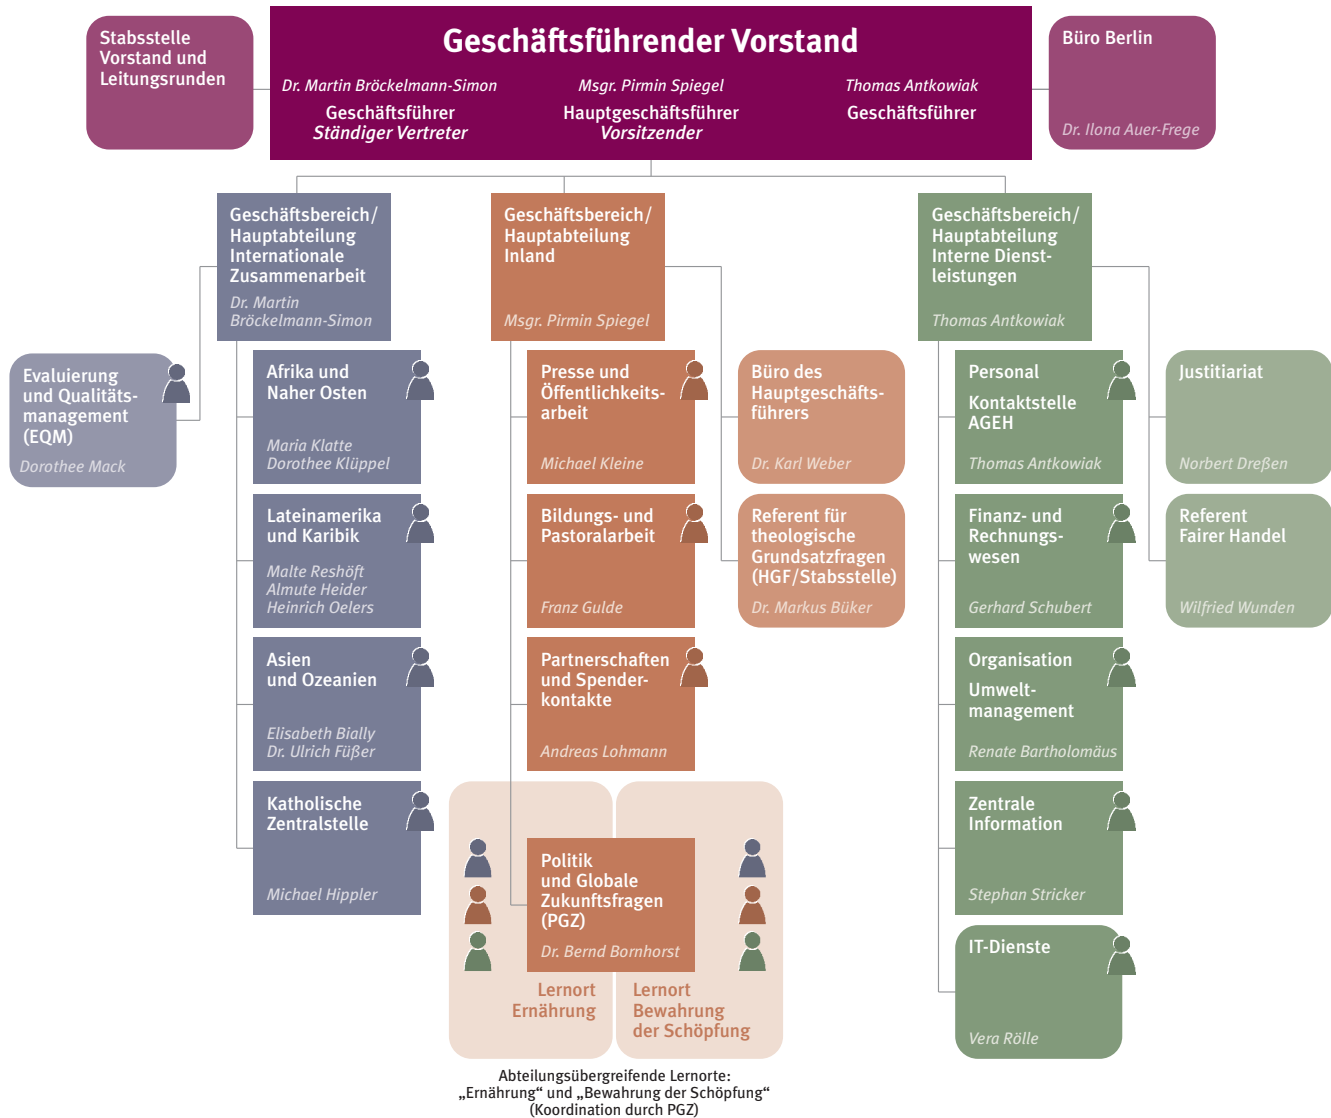 Stabsstelle
Vorstand und
Leitungsrunden
Geschäftsführender Vorstand
Dr. Martin Bröckelmann-Simon
Geschäftsführer
Ständiger Vertreter
Msgr. Pirmin Spiegel
Hauptgeschäftsführer
Vorsitzender
Thomas Antkowiak
Geschäftsführer
Büro Berlin
Dr. Ilona Auer-Frege
Geschäftsbereich/
Hauptabteilung
Internationale
Zusammenarbeit
Dr. Martin
Bröckelmann-Simon
Evaluierung
und Qualitäts-
management
(EQM)
Dorothee Mack
Afrika und
Naher Osten
Maria Klatte
Dorothee Klüppel
Lateinamerika
und Karibik
Malte Reshöft
Almute Heider
Heinrich Oelers
Asien
und Ozeanien
Elisabeth Bially
Dr. Ulrich Füßer
Katholische
Zentralstelle
Michael Hippler
Geschäftsbereich/
Hauptabteilung
Inland
Msgr. Pirmin Spiegel
Presse und
Öffentlichkeits-
arbeit
Michael Kleine
Bildungs- und
Pastoralarbeit
Franz Gulde
Partnerschaften
und Spender-
kontakte
Andreas Lohmann
Politik
und Globale
Zukunftsfragen
(PGZ)
Dr. Bernd Bornhorst
Lernort
Ernährung
Lernort
Bewahrung
der Schöpfung
Abteilungsübergreifende Lernorte:
„Ernährung“ und „Bewahrung der Schöpfung“
(Koordination durch PGZ)
Büro des
Hauptgeschäfts-
führers
Dr. Karl Weber
Referent für
theologische
Grundsatzfragen
(HGF/Stabsstelle)
Dr. Markus Büker
Geschäftsbereich/
Hauptabteilung
Interne Dienst-
leistungen
Thomas Antkowiak
Personal
Kontaktstelle
AGEH
Thomas Antkowiak
Finanz- und
Rechnungs-
wesen
Gerhard Schubert
Organisation
Umwelt-
management
Renate Bartholomäus
Zentrale
Information
Stephan Stricker
IT-Dienste
Vera Rölle
Justitiariat
Norbert Dreßen
Referent
Fairer Handel
Wilfried Wunden